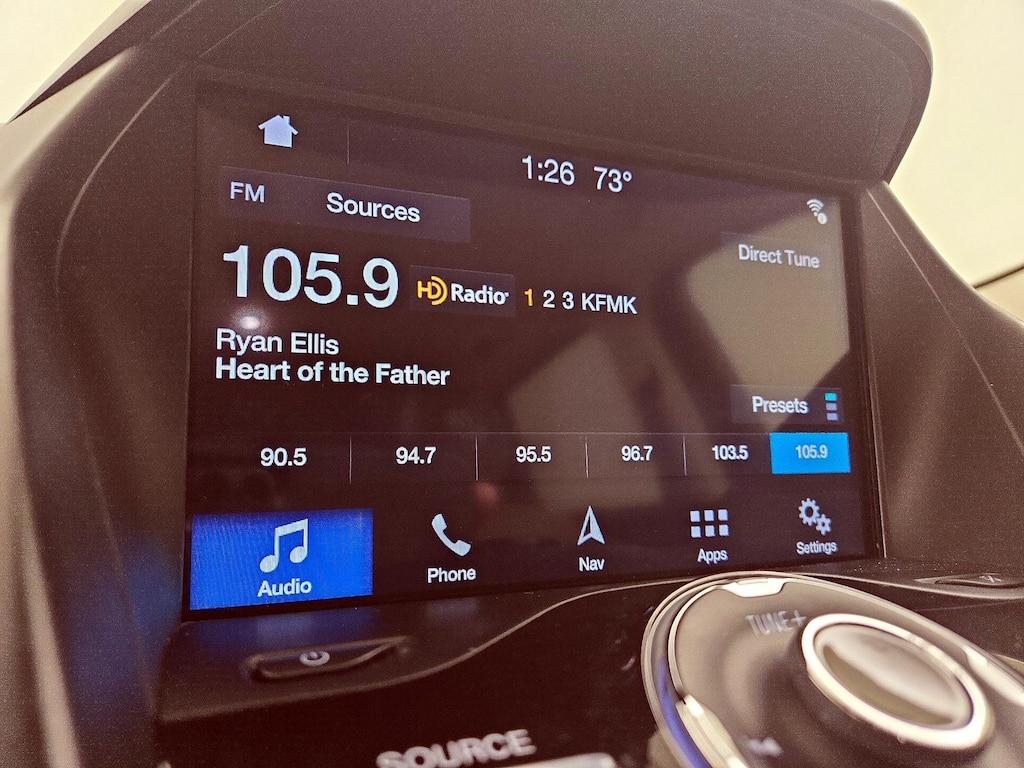 1:26 73°
FM Sources
Direct Tune
105.9 HD Radio 1 2 3 KFMK
Ryan Ellis
Heart of the Father
Presets
90.5 94.7 95.5 96.7 103.5 105.9
Audio Phone Nav Apps Settings
TUNE+
SOURCE